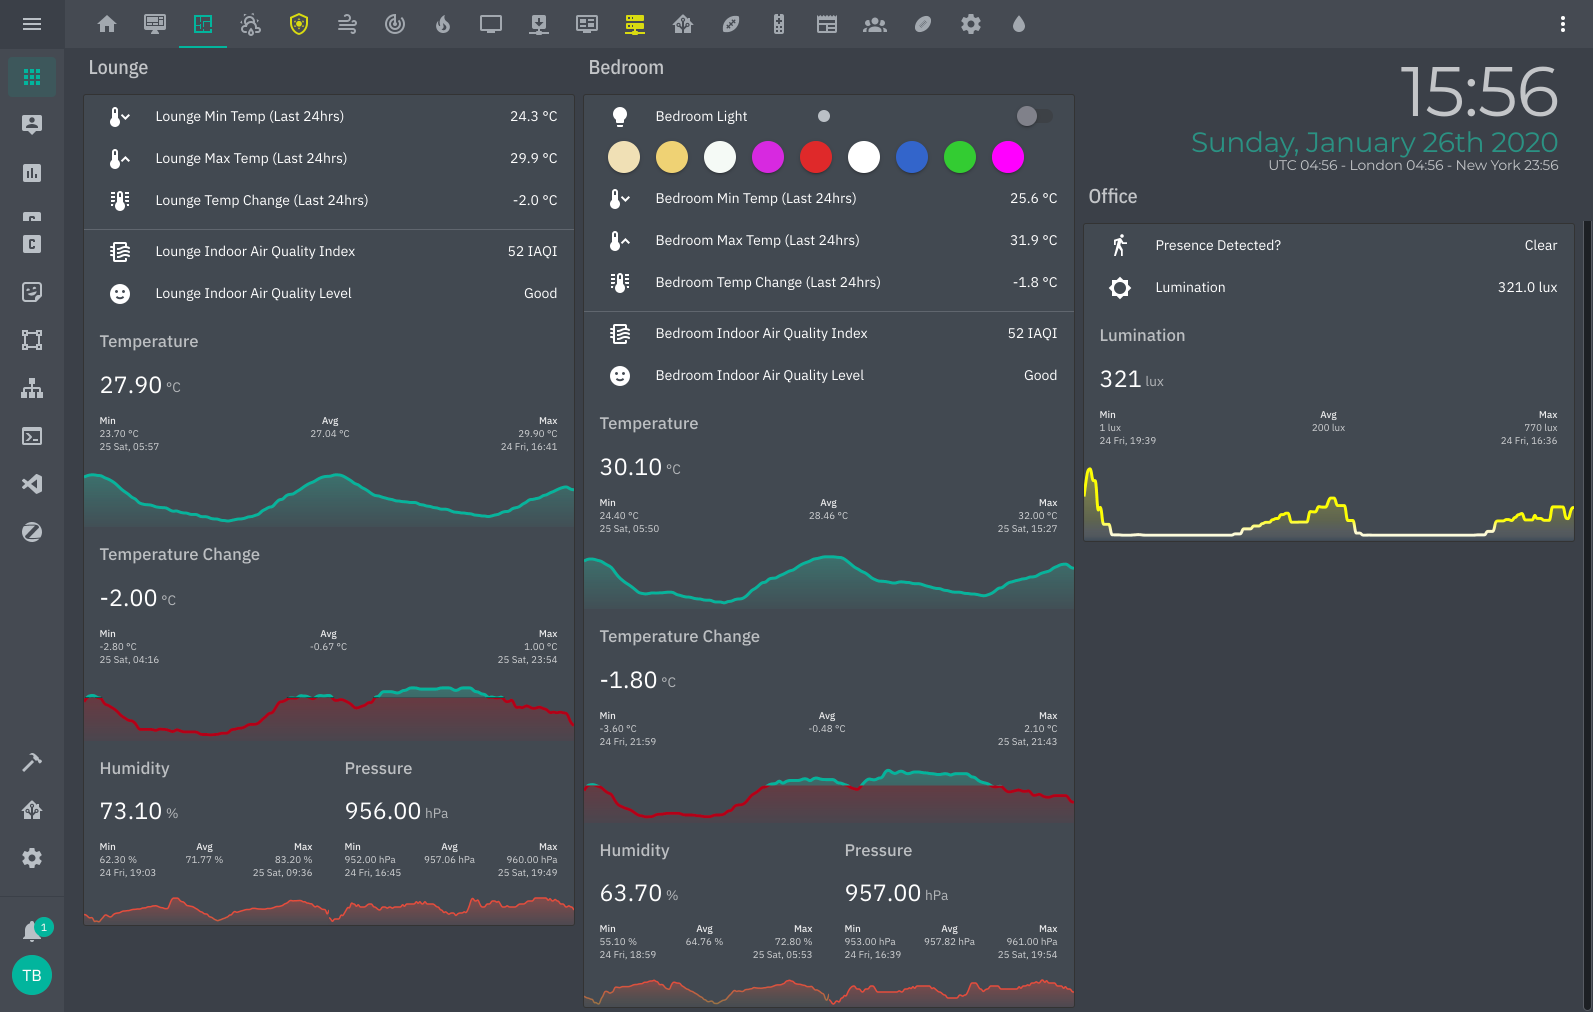 Lounge
Lounge Min Temp (Last 24hrs) 24.3 °C
Lounge Max Temp (Last 24hrs) 29.9 °C
Lounge Temp Change (Last 24hrs) -2.0 °C
Lounge Indoor Air Quality Index 52 IAQI
Lounge Indoor Air Quality Level Good
Temperature
27.90 °C
Min Avg Max
23.70 °C 27.04 °C 29.90 °C
25 Sat, 05:57 24 Fri, 16:41
Temperature Change
-2.00 °C
Min Avg Max
-2.80 °C -0.67 °C 1.00 °C
25 Sat, 04:16 25 Sat, 23:54
Humidity Pressure
73.10 % 956.00 hPa
Min Avg Max Min Avg Max
62.30 % 71.77 % 83.20 % 952.00 hPa 957.06 hPa 960.00 hPa
24 Fri, 19:03 25 Sat, 09:36 24 Fri, 16:45 25 Sat, 19:49
Bedroom
Bedroom Light
Bedroom Min Temp (Last 24hrs) 25.6 °C
Bedroom Max Temp (Last 24hrs) 31.9 °C
Bedroom Temp Change (Last 24hrs) -1.8 °C
Bedroom Indoor Air Quality Index 52 IAQI
Bedroom Indoor Air Quality Level Good
Temperature
30.10 °C
Min Avg Max
24.40 °C 28.46 °C 32.00 °C
25 Sat, 05:50 25 Sat, 15:27
Temperature Change
-1.80 °C
Min Avg Max
-3.60 °C -0.48 °C 2.10 °C
24 Fri, 21:59 25 Sat, 21:43
Humidity Pressure
63.70 % 957.00 hPa
Min Avg Max Min Avg Max
55.10 % 64.76 % 72.80 % 953.00 hPa 957.82 hPa 961.00 hPa
24 Fri, 18:59 25 Sat, 05:53 24 Fri, 16:39 25 Sat, 19:54
15:56
Sunday, January 26th 2020
UTC 04:56 - London 04:56 - New York 23:56
Office
Presence Detected? Clear
Lumination 321.0 lux
Lumination
321 lux
Min Avg Max
1 lux 200 lux 770 lux
24 Fri, 19:39 24 Fri, 16:36
C
1
TB